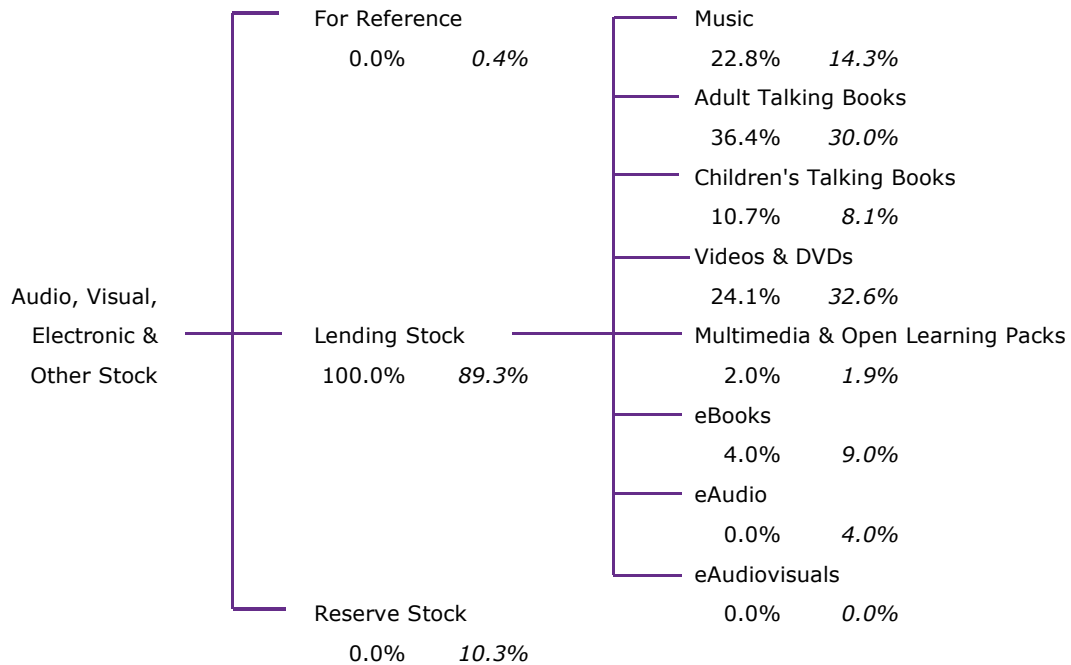 For Reference
0.0% 0.4%
Music
22.8% 14.3%
Adult Talking Books
36.4% 30.0%
Children's Talking Books
10.7% 8.1%
Videos & DVDs
24.1% 32.6%
Audio, Visual,
Electronic &
Other Stock
Lending Stock
100.0% 89.3%
Multimedia & Open Learning Packs
2.0% 1.9%
eBooks
4.0% 9.0%
eAudio
0.0% 4.0%
eAudiovisuals
0.0% 0.0%
Reserve Stock
0.0% 10.3%